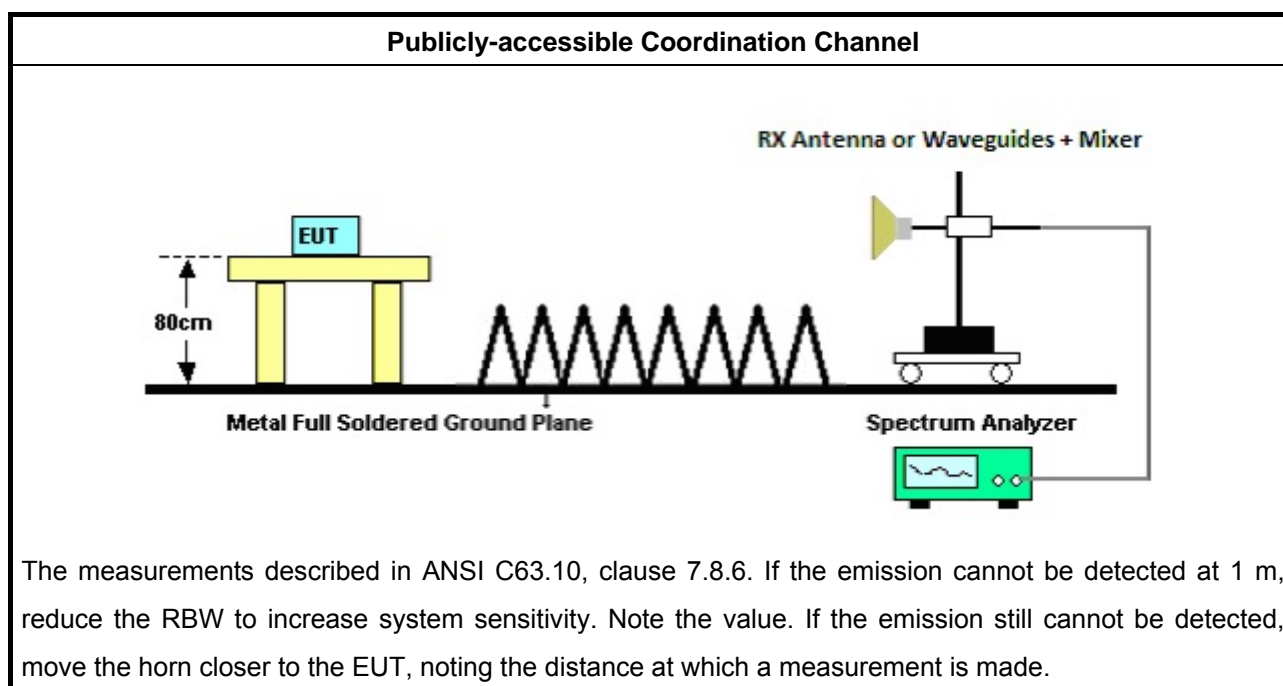 Publicly-accessible Coordination Channel
RX Antenna or Waveguides + Mixer
EUT
80cm
Metal Full Soldered Ground Plane
Spectrum Analyzer
The measurements described in ANSI C63.10, clause 7.8.6. If the emission cannot be detected at 1 m,
reduce the RBW to increase system sensitivity. Note the value. If the emission still cannot be detected,
move the horn closer to the EUT, noting the distance at which a measurement is made.